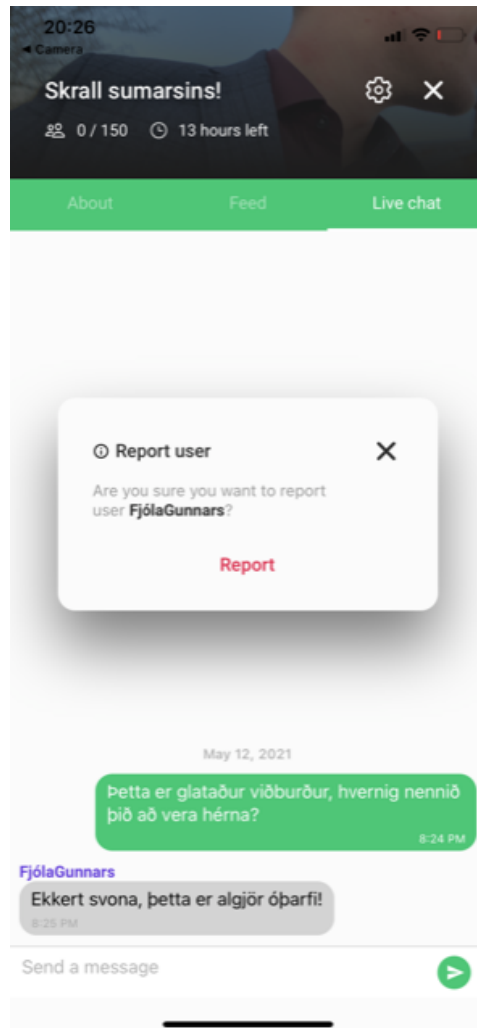 20:26
◄ Camera
Skrall sumarsins!
0 / 150 13 hours left
About Feed Live chat
Report user
Are you sure you want to report
user FjólaGunnars?
Report
May 12, 2021
Þetta er glataður viðburður, hvernig nennið
þið að vera hérna?
8:24 PM
FjólaGunnars
Ekkert svona, þetta er algjör óþarfi!
8:25 PM
Send a message